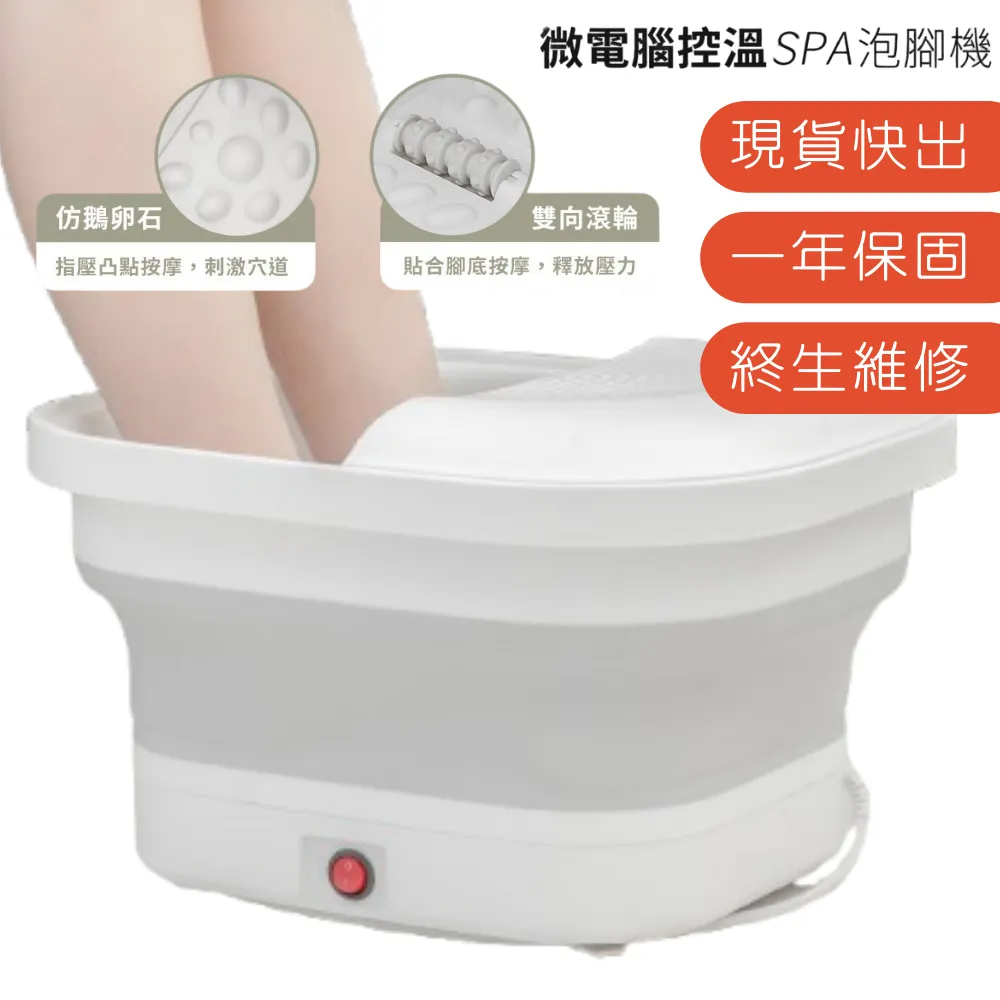 微電腦控溫SPA泡腳機
現貨快出
一年保固
終生維修
仿鵝卵石
指壓凸點按摩，刺激穴道
雙向滾輪
貼合腳底按摩，釋放壓力